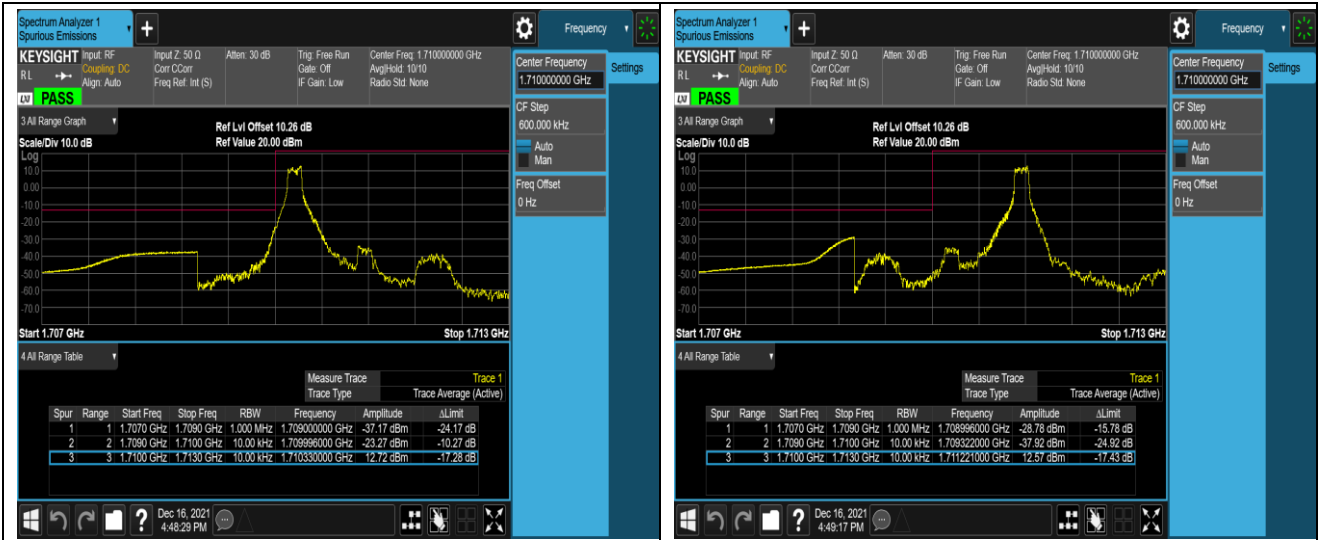 Spectrum Analyzer 1
Spurious Emissions
+
Frequency
KEYSIGHT Input: RF Input Z: 50 Ω Atten: 30 dB Trig: Free Run Center Freq: 1.710000000 GHz
RL Coupling: DC Corr CCorr Gate: Off Avg|Hold: 10/10
Align: Auto Freq Ref: Int (S) IF Gain: Low Radio Std: None
LXI PASS
Center Frequency
1.710000000 GHz
Settings
CF Step
600.000 kHz
Auto
Man
Freq Offset
0 Hz
3 All Range Graph
Ref Lvl Offset 10.26 dB
Scale/Div 10.0 dB Ref Value 20.00 dBm
Log
10.0
0.00
-10.0
-20.0
-30.0
-40.0
-50.0
-60.0
-70.0
Start 1.707 GHz Stop 1.713 GHz
4 All Range Table
Measure Trace Trace 1
Trace Type Trace Average (Active)
Spur Range Start Freq Stop Freq RBW Frequency Amplitude ΔLimit
1 1 1.7070 GHz 1.7090 GHz 1.000 MHz 1.709000000 GHz -37.17 dBm -24.17 dB
2 2 1.7090 GHz 1.7100 GHz 10.00 kHz 1.709996000 GHz -23.27 dBm -10.27 dB
3 3 1.7100 GHz 1.7130 GHz 10.00 kHz 1.710330000 GHz 12.72 dBm -17.28 dB
?
Dec 16, 2021
4:48:29 PM
Spectrum Analyzer 1
Spurious Emissions
+
Frequency
KEYSIGHT Input: RF Input Z: 50 Ω Atten: 30 dB Trig: Free Run Center Freq: 1.710000000 GHz
RL Coupling: DC Corr CCorr Gate: Off Avg|Hold: 10/10
Align: Auto Freq Ref: Int (S) IF Gain: Low Radio Std: None
LXI PASS
Center Frequency
1.710000000 GHz
Settings
CF Step
600.000 kHz
Auto
Man
Freq Offset
0 Hz
3 All Range Graph
Ref Lvl Offset 10.26 dB
Scale/Div 10.0 dB Ref Value 20.00 dBm
Log
10.0
0.00
-10.0
-20.0
-30.0
-40.0
-50.0
-60.0
-70.0
Start 1.707 GHz Stop 1.713 GHz
4 All Range Table
Measure Trace Trace 1
Trace Type Trace Average (Active)
Spur Range Start Freq Stop Freq RBW Frequency Amplitude ΔLimit
1 1 1.7070 GHz 1.7090 GHz 1.000 MHz 1.708996000 GHz -28.78 dBm -15.78 dB
2 2 1.7090 GHz 1.7100 GHz 10.00 kHz 1.709322000 GHz -37.92 dBm -24.92 dB
3 3 1.7100 GHz 1.7130 GHz 10.00 kHz 1.711221000 GHz 12.57 dBm -17.43 dB
?
Dec 16, 2021
4:49:17 PM